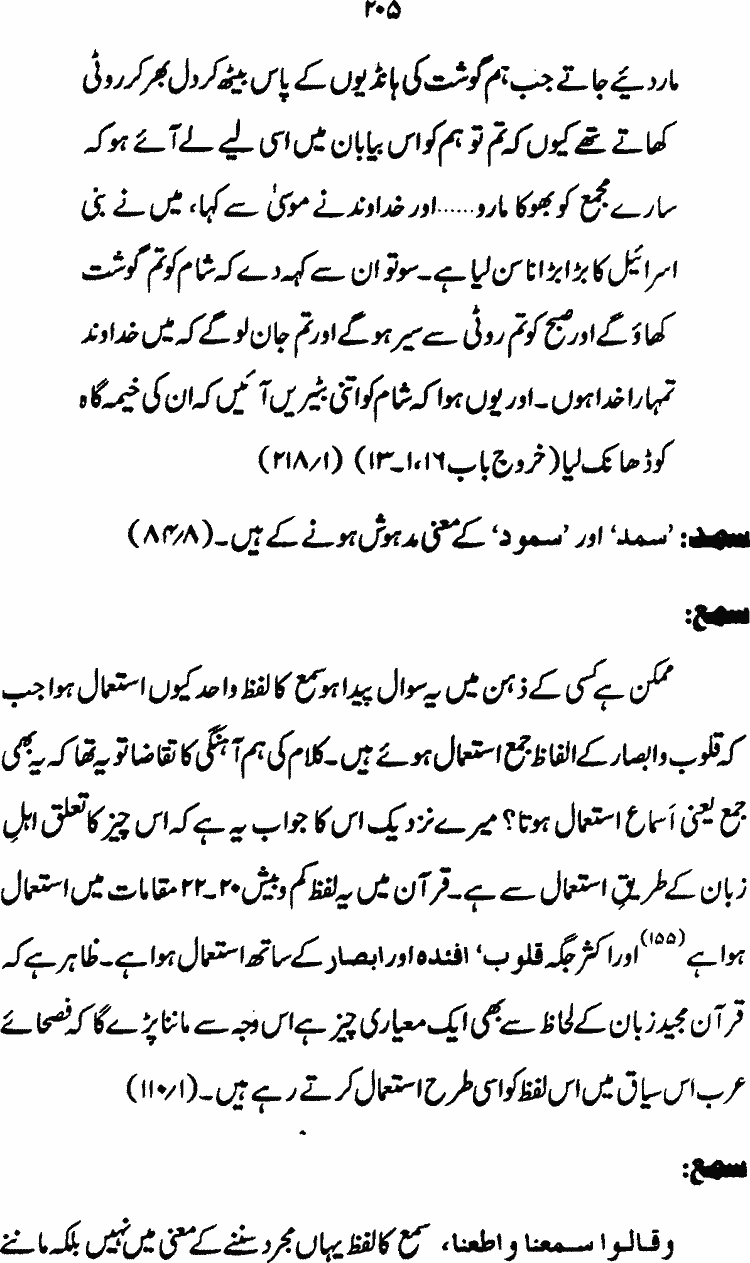 ۲۰۵
مار دیئے جاتے جب ہم گوشت کی ہانڈیوں کے پاس بیٹھ کر دل بھر کر روٹی
کھاتے تھے کیوں کہ تم تو ہم کو اس بیابان میں اسی لیے لے آئے ہو کہ
سارے مجمع کو بھوکا مارو......اور خداوند نے موسیٰ سے کہا، میں نے بنی
اسرائیل کا بڑابڑانا سن لیا ہے۔ سو تو ان سے کہہ دے کہ شام کو تم گوشت
کھاؤ گے اور صبح کو تم روٹی سے سیر ہو گے اور تم جان لو گے کہ میں خداوند
تمہارا خدا ہوں۔ اور یوں ہوا کہ شام کو اتنی بٹیریں آئیں کہ ان کی خیمہ گاہ
کو ڈھانک لیا (خروج باب ۱۶، ۱۔۱۳) (۲۱۸/۱)
سمد: ’سمد‘ اور ’سمود‘ کے معنی مدہوش ہونے کے ہیں۔ (۸۴/۸)
سمع:
ممکن ہے کسی کے ذہن میں یہ سوال پیدا ہو سمع کا لفظ واحد کیوں استعمال ہوا جب
کہ قلوب وابصار کے الفاظ جمع استعمال ہوئے ہیں۔ کلام کی ہم آہنگی کا تقاضا تو یہ تھا کہ یہ بھی
جمع یعنی اَسماع استعمال ہوتا؟ میرے نزدیک اس کا جواب یہ ہے کہ اس چیز کا تعلق اہلِ
زبان کے طریقِ استعمال سے ہے۔ قرآن میں یہ لفظ کم و بیش ۲۰۔۲۲ مقامات میں استعمال
ہوا ہے (۱۵۵) اور اکثر جگہ قلوب‘ افئدہ اور ابصار کے ساتھ استعمال ہوا ہے۔ ظاہر ہے کہ
قرآن مجید زبان کے لحاظ سے بھی ایک معیاری چیز ہے اس وجہ سے ماننا پڑے گا کہ فصحائے
عرب اس سیاق میں اس لفظ کو اسی طرح استعمال کرتے رہے ہیں۔ (۱۱۰/۱)
سمع:
وقالوا سمعنا واطعنا، سمع کا لفظ یہاں مجرد سننے کے معنی میں نہیں بلکہ ماننے